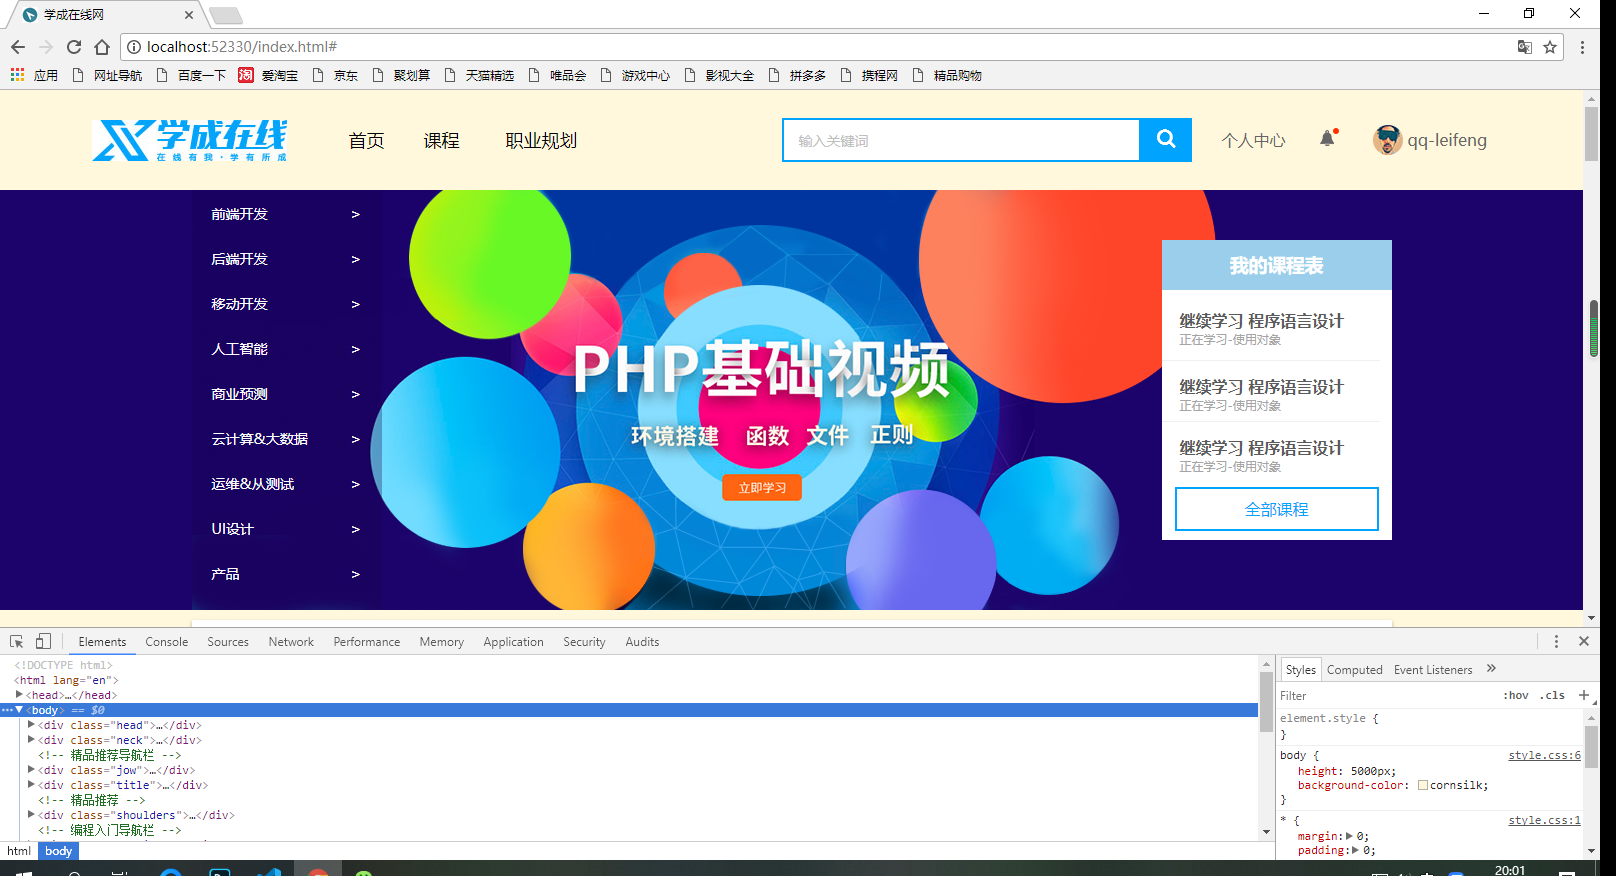 学成在线网
localhost:52330/index.html#
应用 网址导航 百度一下 淘 爱淘宝 京东 聚划算 天猫精选 唯品会 游戏中心 影视大全 拼多多 携程网 精品购物
学成在线
在线有我·学有所成
首页 课程 职业规划
输入关键词
个人中心
qq-leifeng
前端开发 >
后端开发 >
移动开发 >
人工智能 >
商业预测 >
云计算&大数据 >
运维&从测试 >
UI设计 >
产品 >
PHP基础视频
环境搭建 函数 文件 正则
立即学习
我的课程表
继续学习 程序语言设计
正在学习-使用对象
继续学习 程序语言设计
正在学习-使用对象
继续学习 程序语言设计
正在学习-使用对象
全部课程
Elements Console Sources Network Performance Memory Application Security Audits
<!DOCTYPE html>
<html lang="en">
<head>…</head>
<body> == $0
<div class="head">…</div>
<div class="neck">…</div>
<!-- 精品推荐导航栏 -->
<div class="jow">…</div>
<div class="title">…</div>
<!-- 精品推荐 -->
<div class="shoulders">…</div>
<!-- 编程入门导航栏 -->
html body
Styles Computed Event Listeners »
Filter :hov .cls +
element.style {
}
body { style.css:6
height: 5000px;
background-color: cornsilk;
}
* { style.css:1
margin: 0;
padding: 0;
20:01